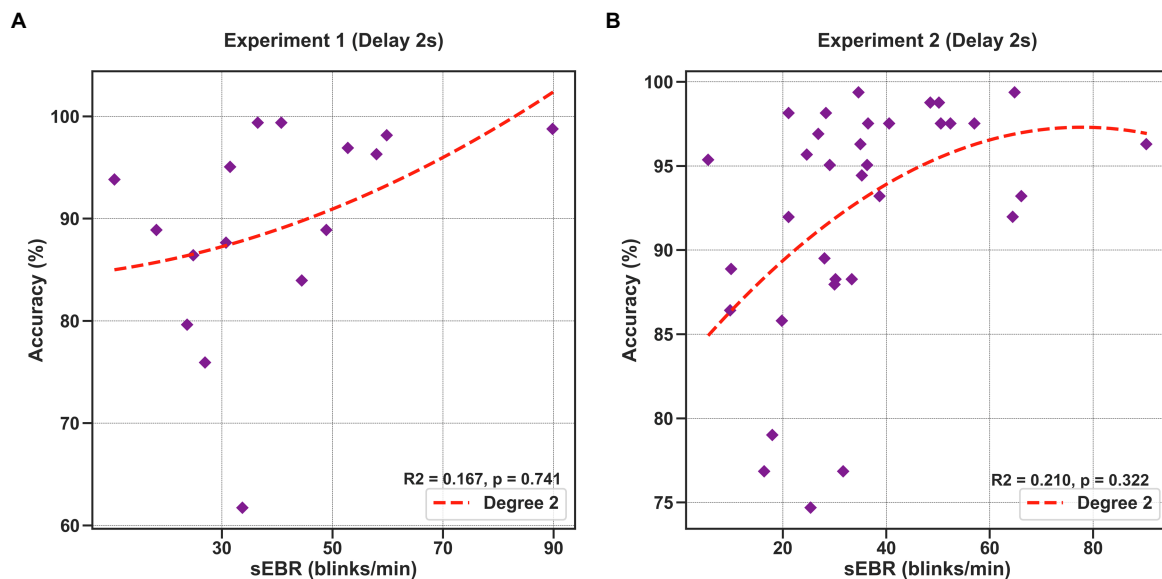 A
Experiment 1 (Delay 2s)
Accuracy (%)
100
90
80
70
60
30
50
70
90
sEBR (blinks/min)
R2 = 0.167, p = 0.741
Degree 2
B
Experiment 2 (Delay 2s)
Accuracy (%)
100
95
90
85
80
75
20
40
60
80
sEBR (blinks/min)
R2 = 0.210, p = 0.322
Degree 2